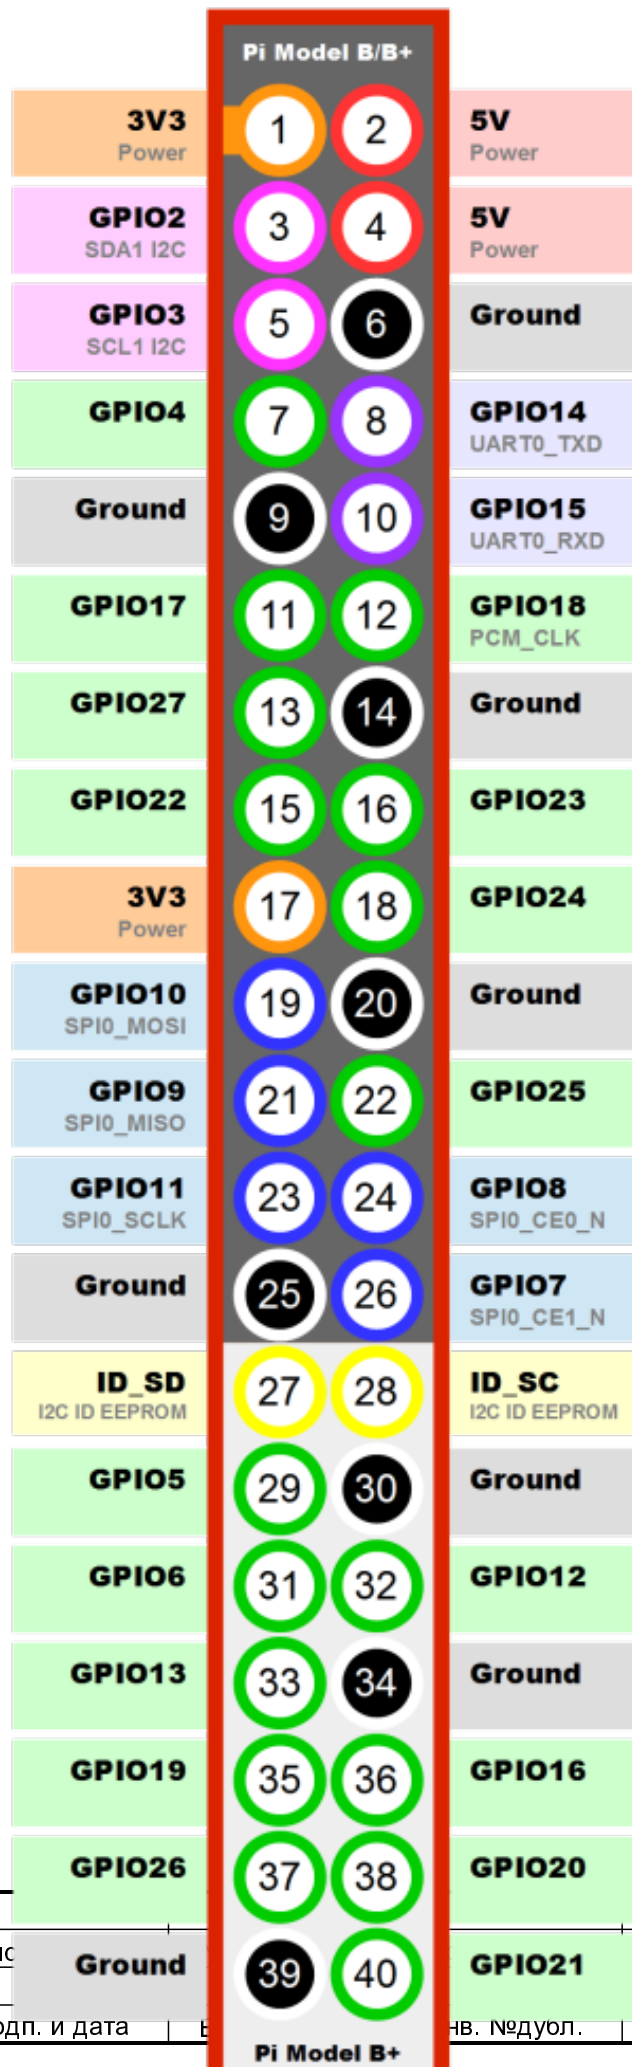 Pi Model B/B+
3V3 1 2 5V
Power Power
GPIO2 3 4 5V
SDA1 I2C Power
GPIO3 5 6 Ground
SCL1 I2C
GPIO4 7 8 GPIO14
UART0_TXD
Ground 9 10 GPIO15
UART0_RXD
GPIO17 11 12 GPIO18
PCM_CLK
GPIO27 13 14 Ground
GPIO22 15 16 GPIO23
3V3 17 18 GPIO24
Power
GPIO10 19 20 Ground
SPI0_MOSI
GPIO9 21 22 GPIO25
SPI0_MISO
GPIO11 23 24 GPIO8
SPI0_SCLK SPI0_CE0_N
Ground 25 26 GPIO7
SPI0_CE1_N
ID_SD 27 28 ID_SC
I2C ID EEPROM I2C ID EEPROM
GPIO5 29 30 Ground
GPIO6 31 32 GPIO12
GPIO13 33 34 Ground
GPIO19 35 36 GPIO16
GPIO26 37 38 GPIO20
Ground 39 40 GPIO21
и дата №дубл.
Pi Model B+